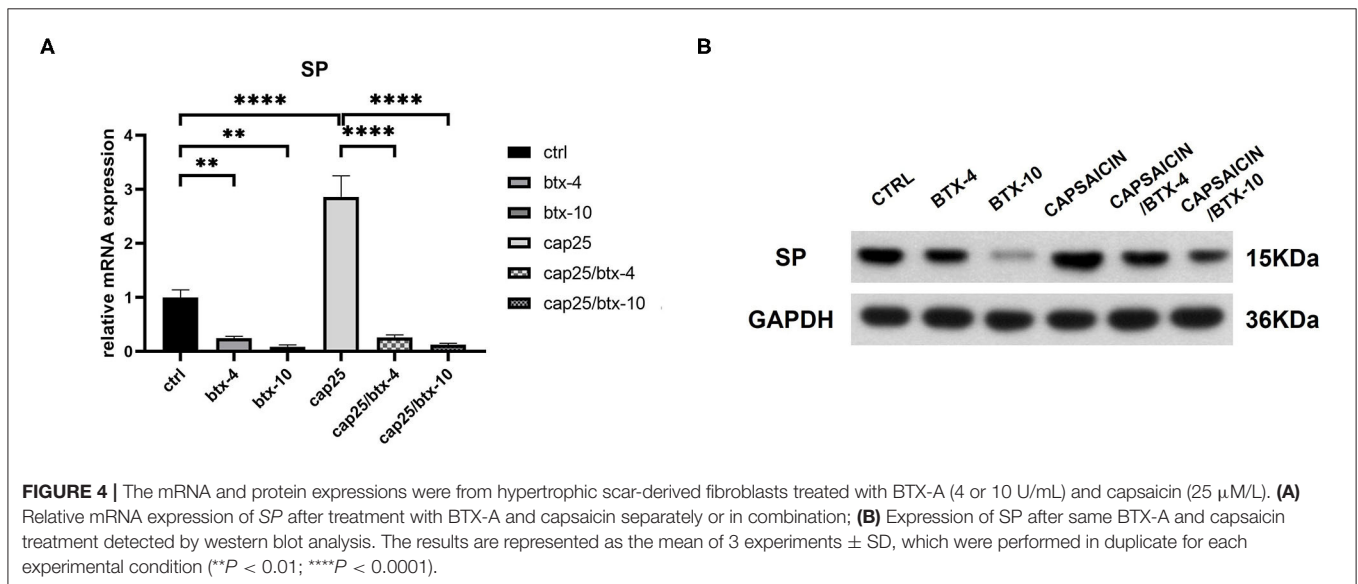 A
SP
**** ****
** ****
**
relative mRNA expression
4
3
2
1
0
ctrl
btx-4
btx-10
cap25
cap25/btx-4
cap25/btx-10
ctrl
btx-4
btx-10
cap25
cap25/btx-4
cap25/btx-10
B
CTRL
BTX-4
BTX-10
CAPSAICIN
CAPSAICIN
/BTX-4
CAPSAICIN
/BTX-10
SP 15KDa
GAPDH 36KDa
FIGURE 4 | The mRNA and protein expressions were from hypertrophic scar-derived fibroblasts treated with BTX-A (4 or 10 U/mL) and capsaicin (25 μM/L). (A)
Relative mRNA expression of SP after treatment with BTX-A and capsaicin separately or in combination; (B) Expression of SP after same BTX-A and capsaicin
treatment detected by western blot analysis. The results are represented as the mean of 3 experiments ± SD, which were performed in duplicate for each
experimental condition (**P < 0.01; ****P < 0.0001).